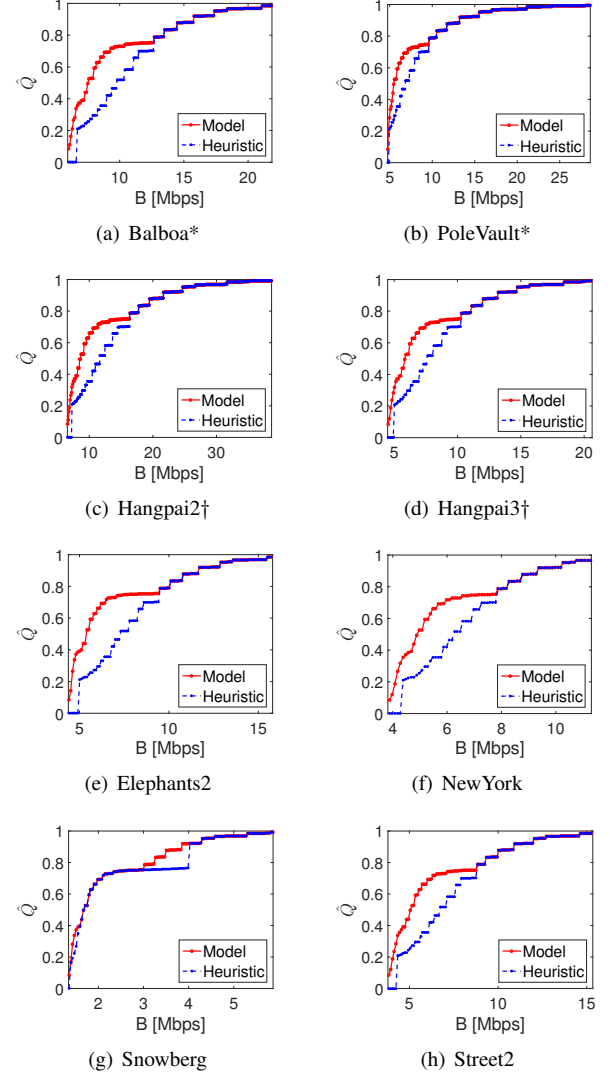 1
0.8
0.6
0.4
0.2
0
Q̂
Model
Heuristic
10 15 20
B [Mbps]
(a) Balboa*
1
0.8
0.6
0.4
0.2
0
Q̂
Model
Heuristic
5 10 15 20 25
B [Mbps]
(b) PoleVault*
1
0.8
0.6
0.4
0.2
0
Q̂
Model
Heuristic
10 20 30
B [Mbps]
(c) Hangpai2†
1
0.8
0.6
0.4
0.2
0
Q̂
Model
Heuristic
5 10 15 20
B [Mbps]
(d) Hangpai3†
1
0.8
0.6
0.4
0.2
0
Q̂
Model
Heuristic
5 10 15
B [Mbps]
(e) Elephants2
1
0.8
0.6
0.4
0.2
0
Q̂
Model
Heuristic
4 6 8 10
B [Mbps]
(f) NewYork
1
0.8
0.6
0.4
0.2
0
Q̂
Model
Heuristic
2 3 4 5
B [Mbps]
(g) Snowberg
1
0.8
0.6
0.4
0.2
0
Q̂
Model
Heuristic
5 10 15
B [Mbps]
(h) Street2